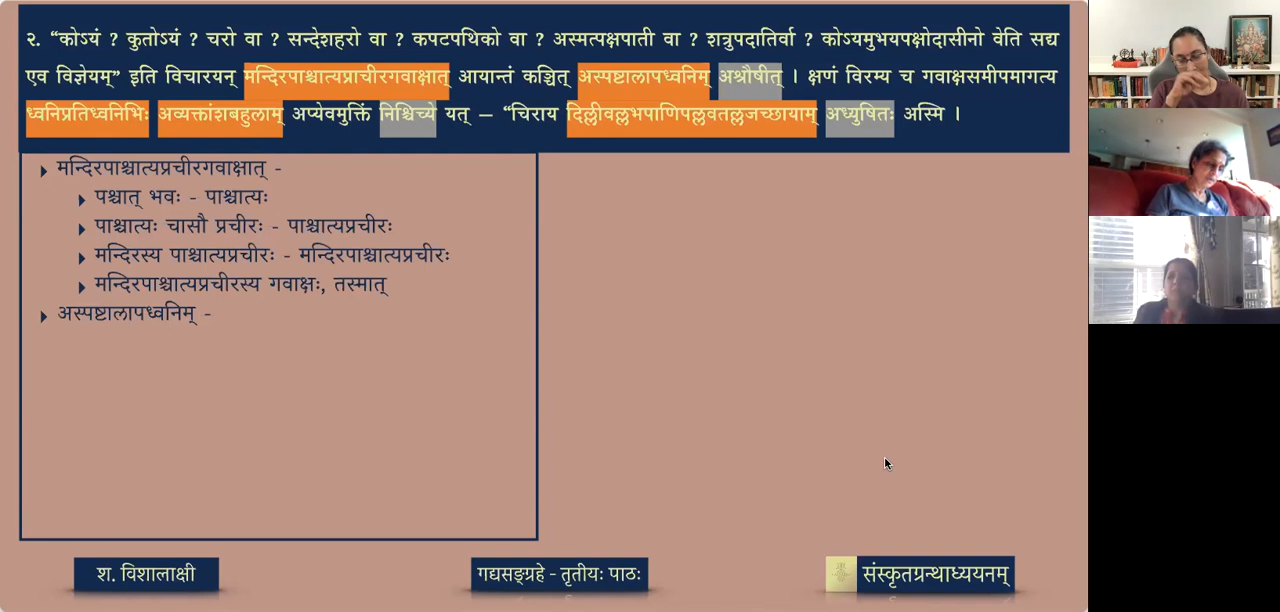 २. “कोऽयं ? कुतोऽयं ? चरो वा ? सन्देशहरो वा ? कपटपथिको वा ? अस्मत्पक्षपाती वा ? शत्रुपदातिर्वा ? कोऽयमुभयपक्षोदासीनो वेति सद्य
एव विज्ञेयम्” इति विचारयन् मन्दिरपाश्चात्यप्राचीरगवाक्षात् आयान्तं कञ्चित् अस्पष्टालापध्वनिम् अश्रौषीत् । क्षणं विरम्य च गवाक्षसमीपमागत्य
ध्वनिप्रतिध्वनिभिः अव्यक्तांशबहुलाम् अप्येवमुक्तिं निश्चिच्ये यत् – “चिराय दिल्लीवल्लभपाणिपल्लवतल्लजच्छायाम् अध्युषितः अस्मि ।
मन्दिरपाश्चात्यप्रचीरगवाक्षात् -
पश्चात् भवः - पाश्चात्यः
पाश्चात्यः चासौ प्रचीरः - पाश्चात्यप्रचीरः
मन्दिरस्य पाश्चात्यप्रचीरः - मन्दिरपाश्चात्यप्रचीरः
मन्दिरपाश्चात्यप्रचीरस्य गवाक्षः, तस्मात्
अस्पष्टालापध्वनिम् -
श. विशालाक्षी
गद्यसङ्ग्रहे - तृतीयः पाठः
संस्कृतग्रन्थाध्ययनम्